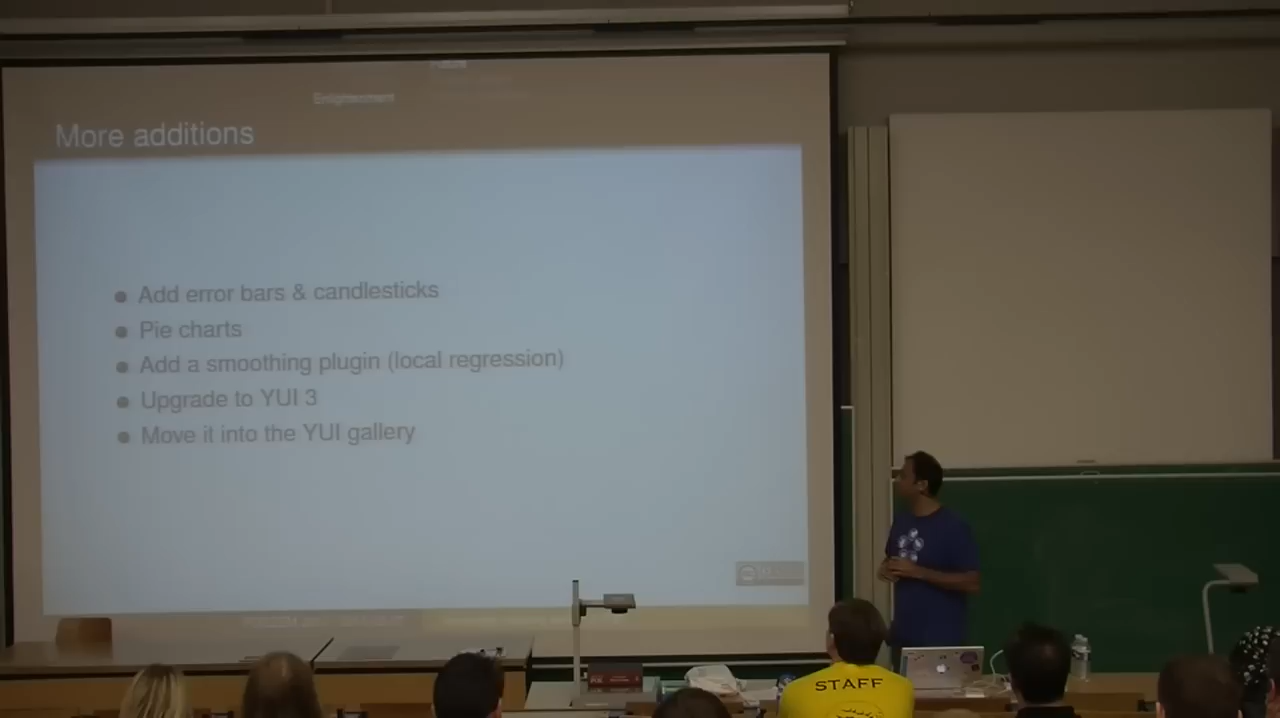 Enlightenment
More additions
Add error bars & candlesticks
Pie charts
Add a smoothing plugin (local regression)
Upgrade to YUI 3
Move it into the YUI gallery
STAFF